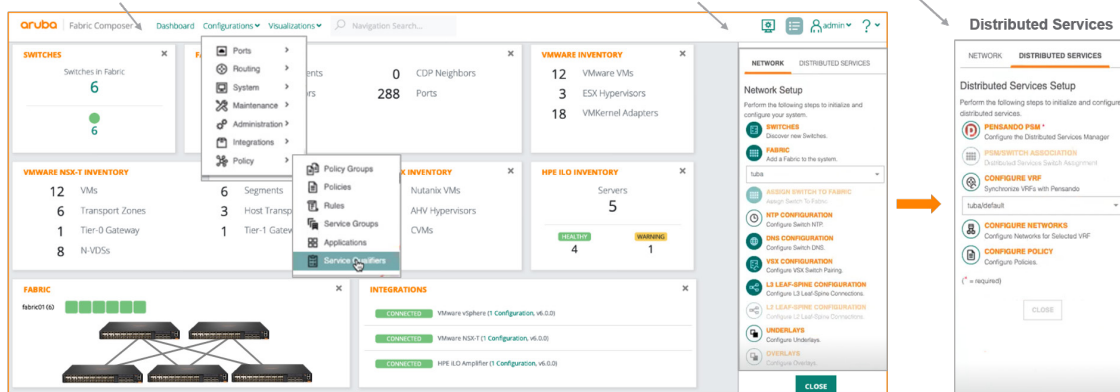 Distributed Services
aruba Fabric Composer Dashboard Configurations Visualizations Navigation Search... admin ?
Ports
Routing
System
Maintenance
Administration
Integrations
Policy
Policy Groups
Policies
Rules
Service Groups
Applications
Service Qualifiers
SWITCHES
Switches in Fabric
6
6
0 CDP Neighbors
288 Ports
VMWARE INVENTORY
12 VMware VMs
3 ESX Hypervisors
18 VMKernel Adapters
VMWARE NSX-T INVENTORY
12 VMs
6 Transport Zones
1 Tier-0 Gateway
8 N-VDSs
6 Segments
3 Host Transp
1 Tier-1 Gatew
X INVENTORY
Nutanix VMs
AHV Hypervisors
CVMs
HPE ILO INVENTORY
Servers
5
HEALTHY WARNING
4 1
FABRIC
fabric01 (6)
INTEGRATIONS
CONNECTED VMware vSphere (1 Configuration, v6.0.0)
CONNECTED VMware NSX-T (1 Configuration, v6.0.0)
CONNECTED HPE iLO Amplifier (1 Configuration, v6.0.0)
NETWORK DISTRIBUTED SERVICES
Network Setup
Perform the following steps to initialize and
configure your system.
SWITCHES
Discover new Switches.
FABRIC
Add a Fabric to the system.
tuba
ASSIGN SWITCH TO FABRIC
Assign Switch To Fabric.
NTP CONFIGURATION
Configure Switch NTP.
DNS CONFIGURATION
Configure Switch DNS.
VSX CONFIGURATION
Configure VSX Switch Pairing.
L3 LEAF-SPINE CONFIGURATION
Configure L3 Leaf-Spine Connections.
L2 LEAF-SPINE CONFIGURATION
Configure L2 Leaf-Spine Connections.
UNDERLAYS
Configure Underlays.
OVERLAYS
Configure Overlays.
CLOSE
NETWORK DISTRIBUTED SERVICES
Distributed Services Setup
Perform the following steps to initialize and configure
distributed services.
PENSANDO PSM *
Configure the Distributed Services Manager
PSM/SWITCH ASSOCIATION
Distributed Services Switch Assignment
CONFIGURE VRF
Synchronize VRFs with Pensando
tuba/default
CONFIGURE NETWORKS
Configure Networks for Selected VRF
CONFIGURE POLICY
Configure Policies.
(* = required)
CLOSE